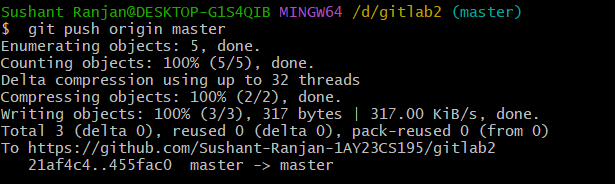 Sushant Ranjan@DESKTOP-G1S4QIB MINGW64 /d/gitlab2 (master)
$  git push origin master
Enumerating objects: 5, done.
Counting objects: 100% (5/5), done.
Delta compression using up to 32 threads
Compressing objects: 100% (2/2), done.
Writing objects: 100% (3/3), 317 bytes | 317.00 KiB/s, done.
Total 3 (delta 0), reused 0 (delta 0), pack-reused 0 (from 0)
To https://github.com/Sushant-Ranjan-1AY23CS195/gitlab2
   21af4c4..455fac0  master -> master